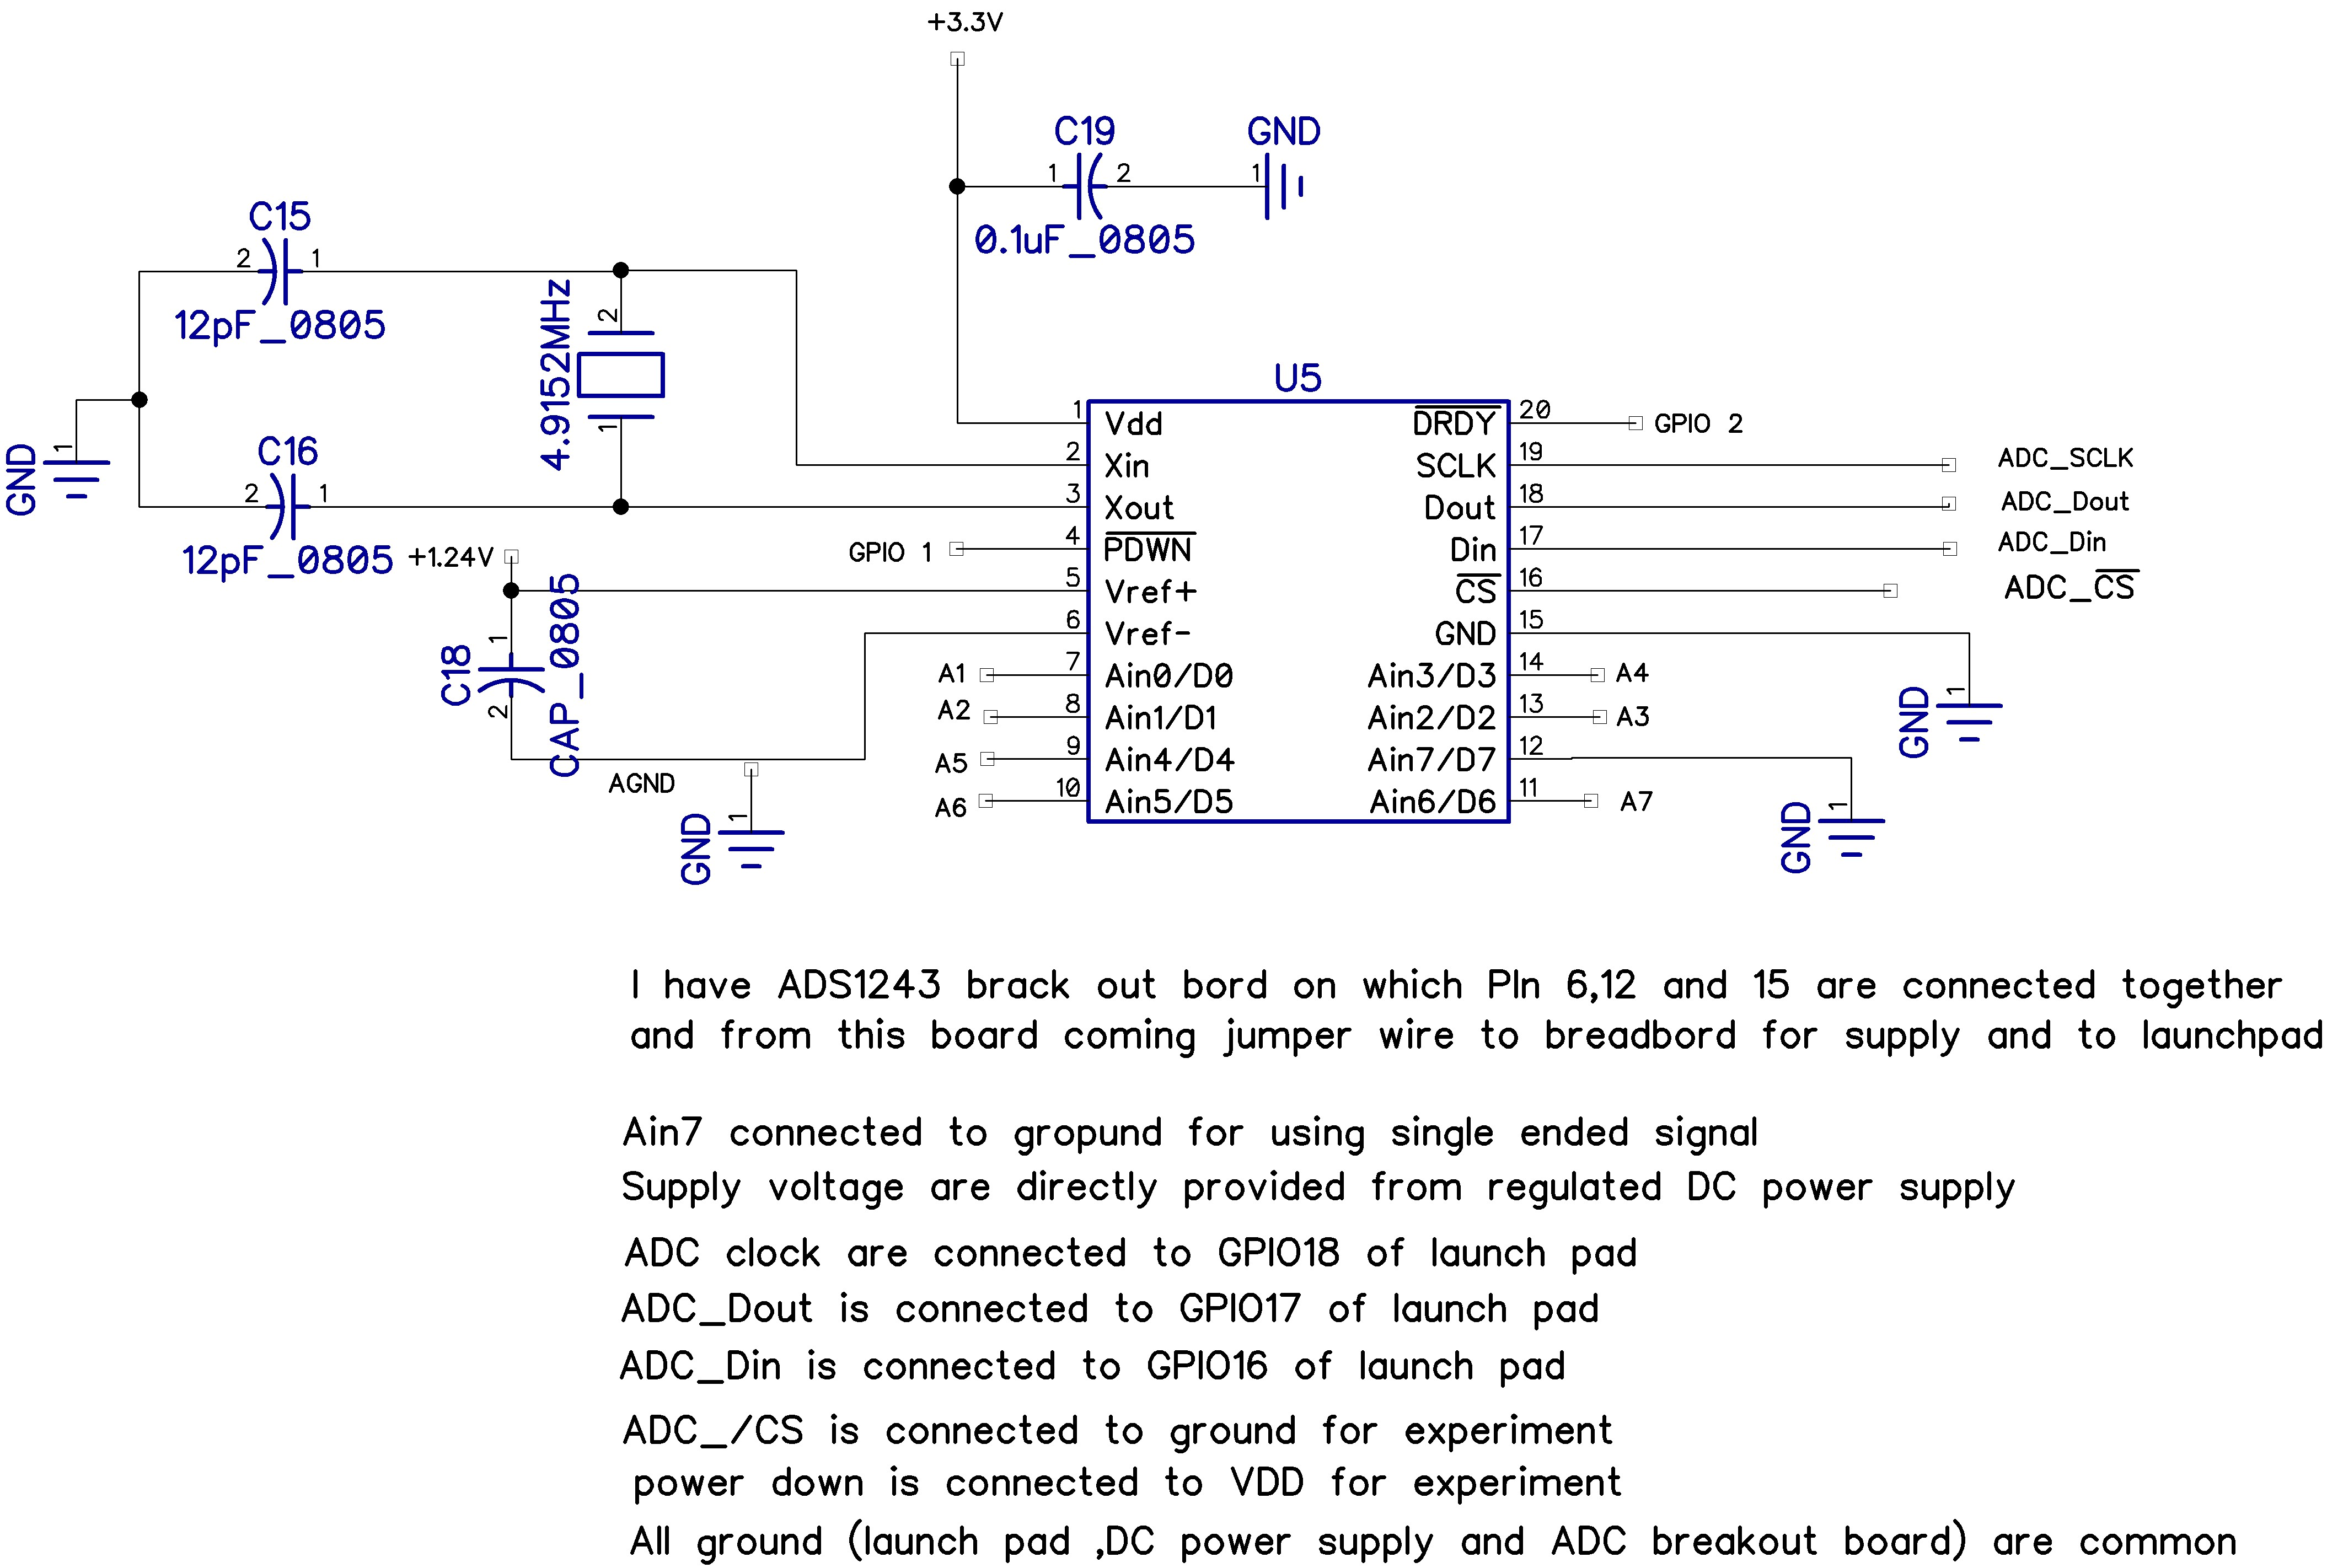 +3.3V
C19
GND
1
2
1
0.1uF_0805
C15
2
1
12pF_0805
4.9152MHz
2
1
GND
1
C16
2
1
12pF_0805
+1.24V
C18
1
2
CAP_0805
AGND
GND
1
U5
1 Vdd
2 Xin
3 Xout
GPIO 1 4 PDWN
5 Vref+
6 Vref-
A1 7 Ain0/D0
A2 8 Ain1/D1
A5 9 Ain4/D4
A6 10 Ain5/D5
DRDY 20 GPIO 2
SCLK 19 ADC_SCLK
Dout 18 ADC_Dout
Din 17 ADC_Din
CS 16 ADC_CS
GND 15
Ain3/D3 14 A4
Ain2/D2 13 A3
Ain7/D7 12
Ain6/D6 11 A7
GND
1
GND
1
I have ADS1243 brack out bord on which PIn 6,12 and 15 are connected together
and from this board coming jumper wire to breadbord for supply and to launchpad
Ain7 connected to gropund for using single ended signal
Supply voltage are directly provided from regulated DC power supply
ADC clock are connected to GPIO18 of launch pad
ADC_Dout is connected to GPIO17 of launch pad
ADC_Din is connected to GPIO16 of launch pad
ADC_/CS is connected to ground for experiment
power down is connected to VDD for experiment
All ground (launch pad ,DC power supply and ADC breakout board) are common